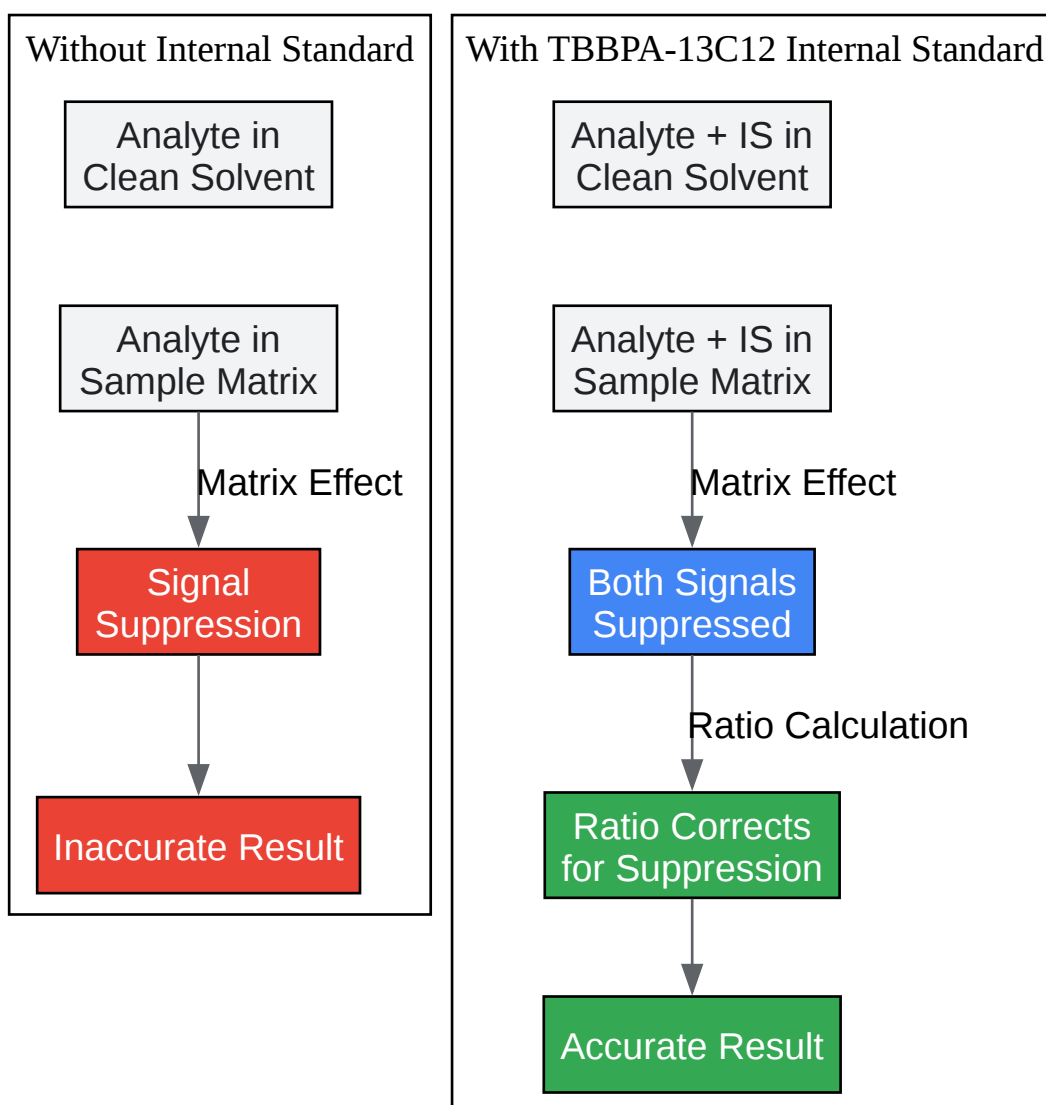 Without Internal Standard
Analyte in
Clean Solvent
Analyte in
Sample Matrix
Matrix Effect
Signal
Suppression
Inaccurate Result
With TBBPA-13C12 Internal Standard
Analyte + IS in
Clean Solvent
Analyte + IS in
Sample Matrix
Matrix Effect
Both Signals
Suppressed
Ratio Calculation
Ratio Corrects
for Suppression
Accurate Result